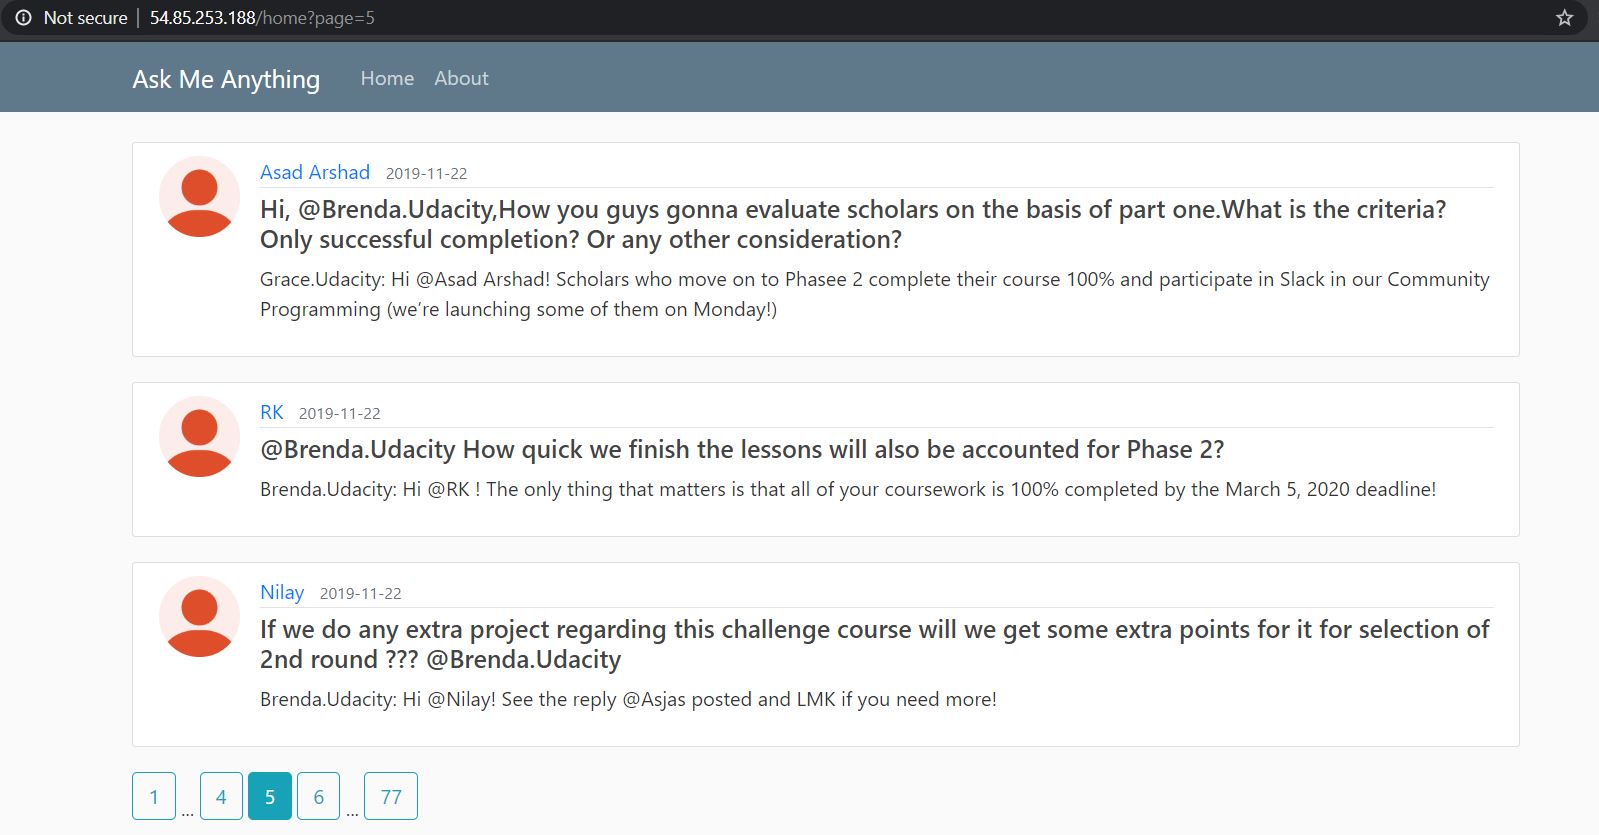 Not secure | 54.85.253.188/home?page=5
Ask Me Anything Home About
Asad Arshad 2019-11-22
Hi, @Brenda.Udacity,How you guys gonna evaluate scholars on the basis of part one.What is the criteria?
Only successful completion? Or any other consideration?
Grace.Udacity: Hi @Asad Arshad! Scholars who move on to Phasee 2 complete their course 100% and participate in Slack in our Community
Programming (we’re launching some of them on Monday!)
RK 2019-11-22
@Brenda.Udacity How quick we finish the lessons will also be accounted for Phase 2?
Brenda.Udacity: Hi @RK ! The only thing that matters is that all of your coursework is 100% completed by the March 5, 2020 deadline!
Nilay 2019-11-22
If we do any extra project regarding this challenge course will we get some extra points for it for selection of
2nd round ??? @Brenda.Udacity
Brenda.Udacity: Hi @Nilay! See the reply @Asjas posted and LMK if you need more!
1 ... 4 5 6 ... 77